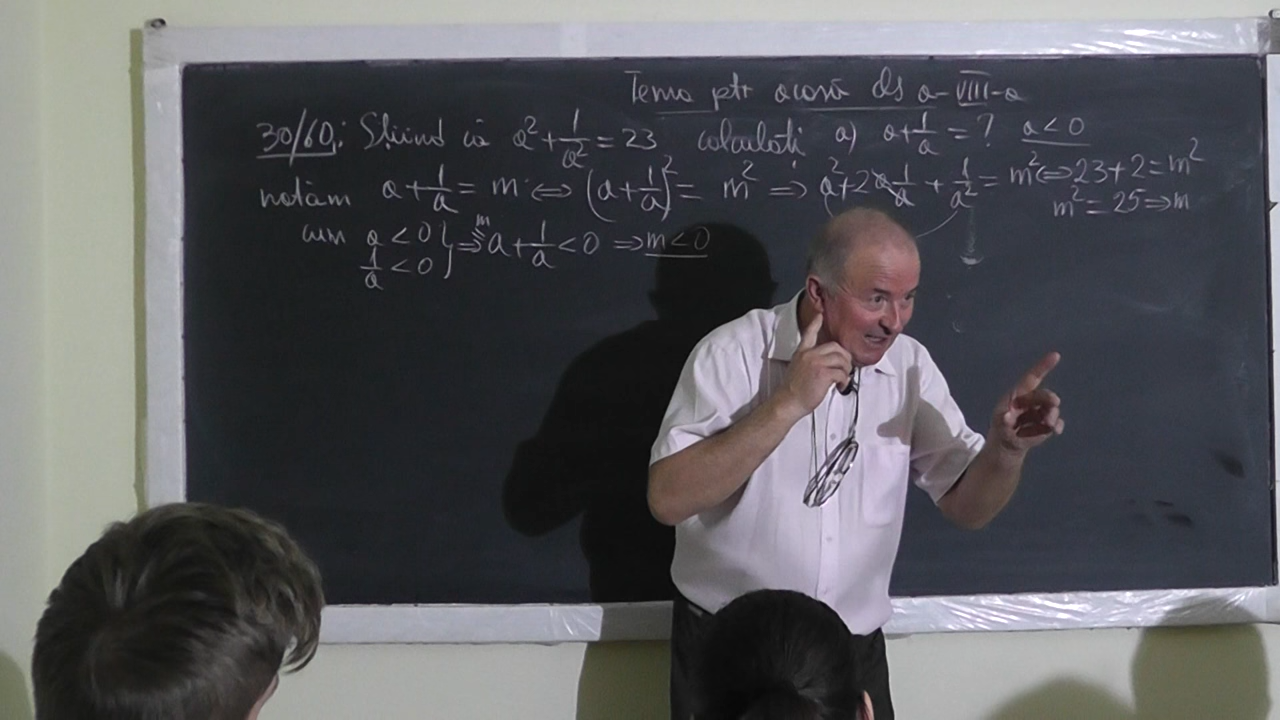 Tema ptr acasă cls a-VIII-a
30/60: Știind că a² + 1/a² = 23 calculați a) a + 1/a = ? a < 0
notăm a + 1/a = m ⇔ (a + 1/a)² = m² ⇒ a² + 2a·1/a + 1/a² = m² ⇔ 23 + 2 = m²
m² = 25 ⇒ m
cum a < 0
1/a < 0 } ⇒ m = a + 1/a < 0 ⇒ m < 0